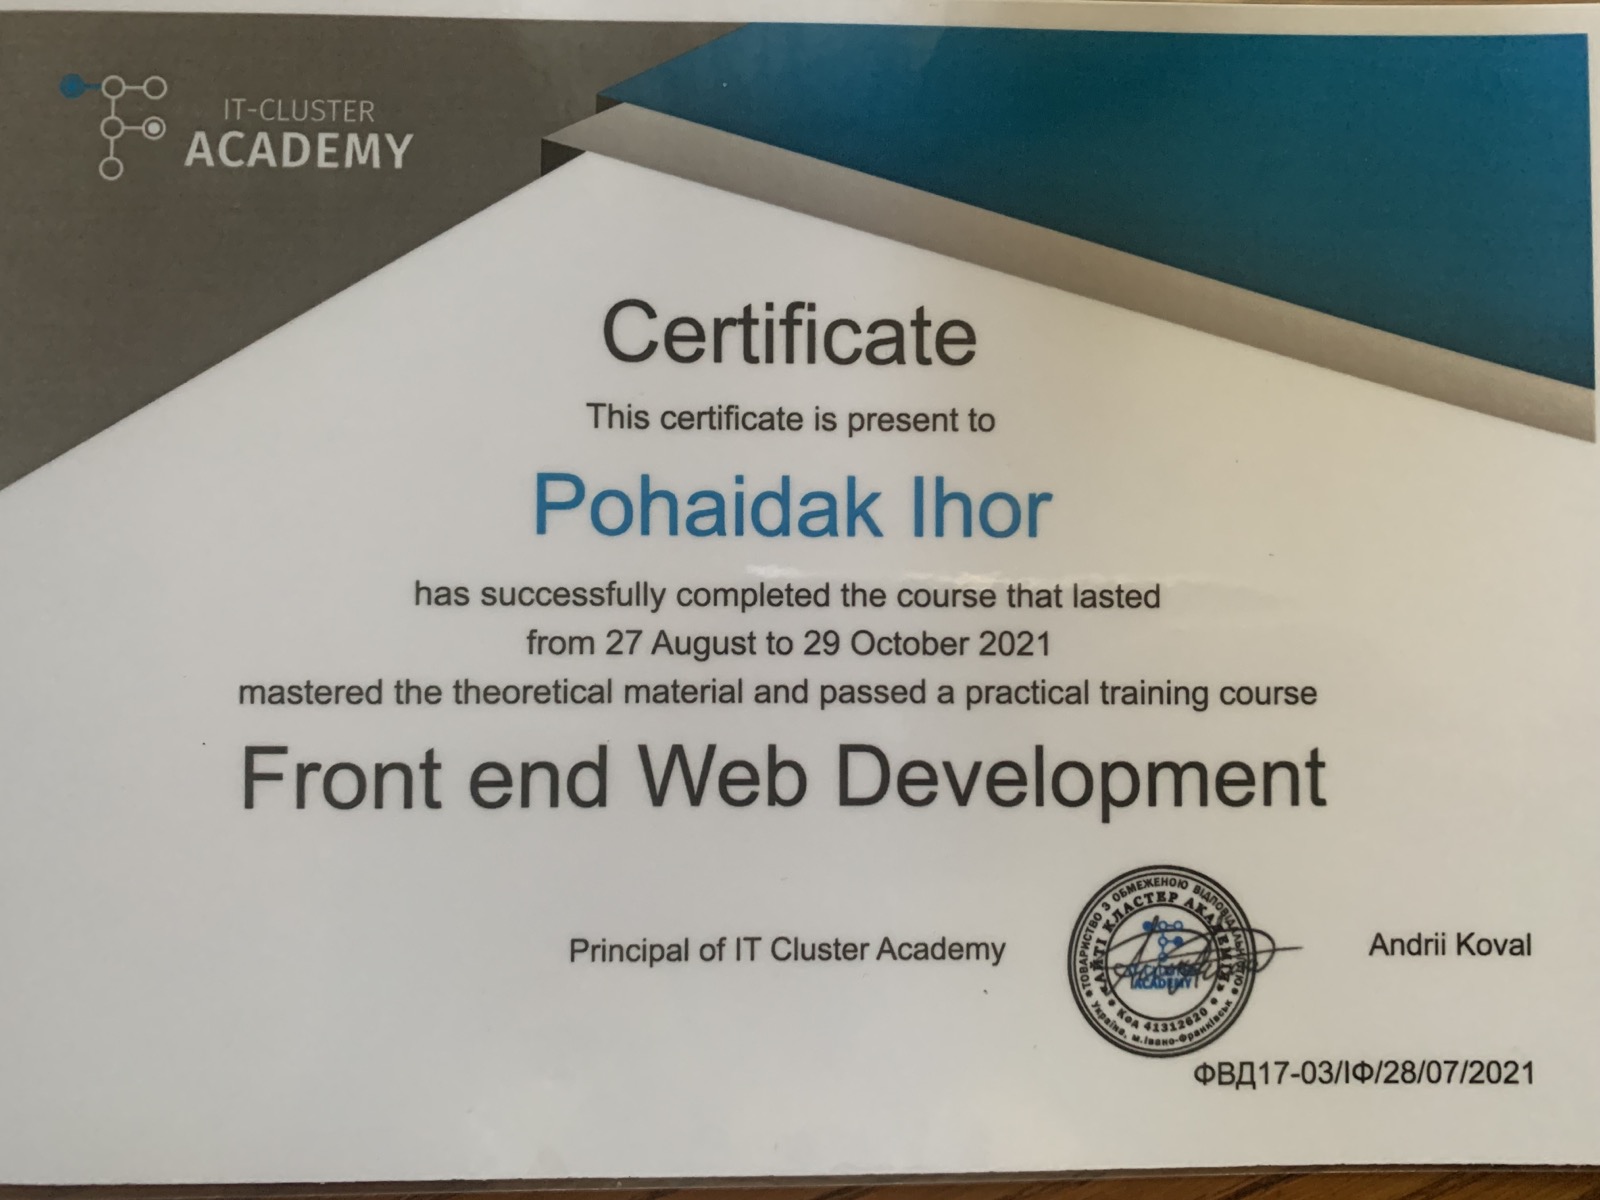 IT-CLUSTER
ACADEMY
Certificate
This certificate is present to
Pohaidak Ihor
has successfully completed the course that lasted
from 27 August to 29 October 2021
mastered the theoretical material and passed a practical training course
Front end Web Development
Principal of IT Cluster Academy
ТОВАРИСТВО З ОБМЕЖЕНОЮ ВІДПОВІДАЛЬНІСТЮ
«АЙТІ КЛАСТЕР АКАДЕМІЯ»
ACADEMY
Код 41312620
Україна, м.Івано-Франківськ
Andrii Koval
ФВД17-03/ІФ/28/07/2021